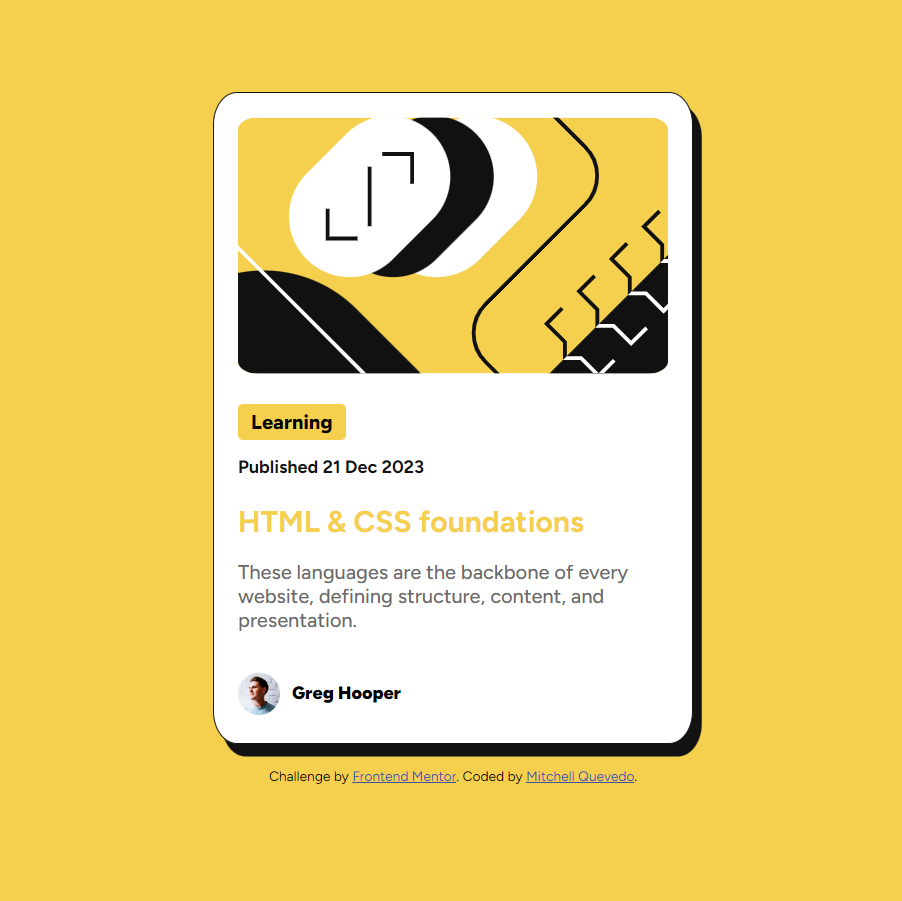 Learning
Published 21 Dec 2023
HTML & CSS foundations
These languages are the backbone of every
website, defining structure, content, and
presentation.
Greg Hooper
Challenge by Frontend Mentor. Coded by Mitchell Quevedo.